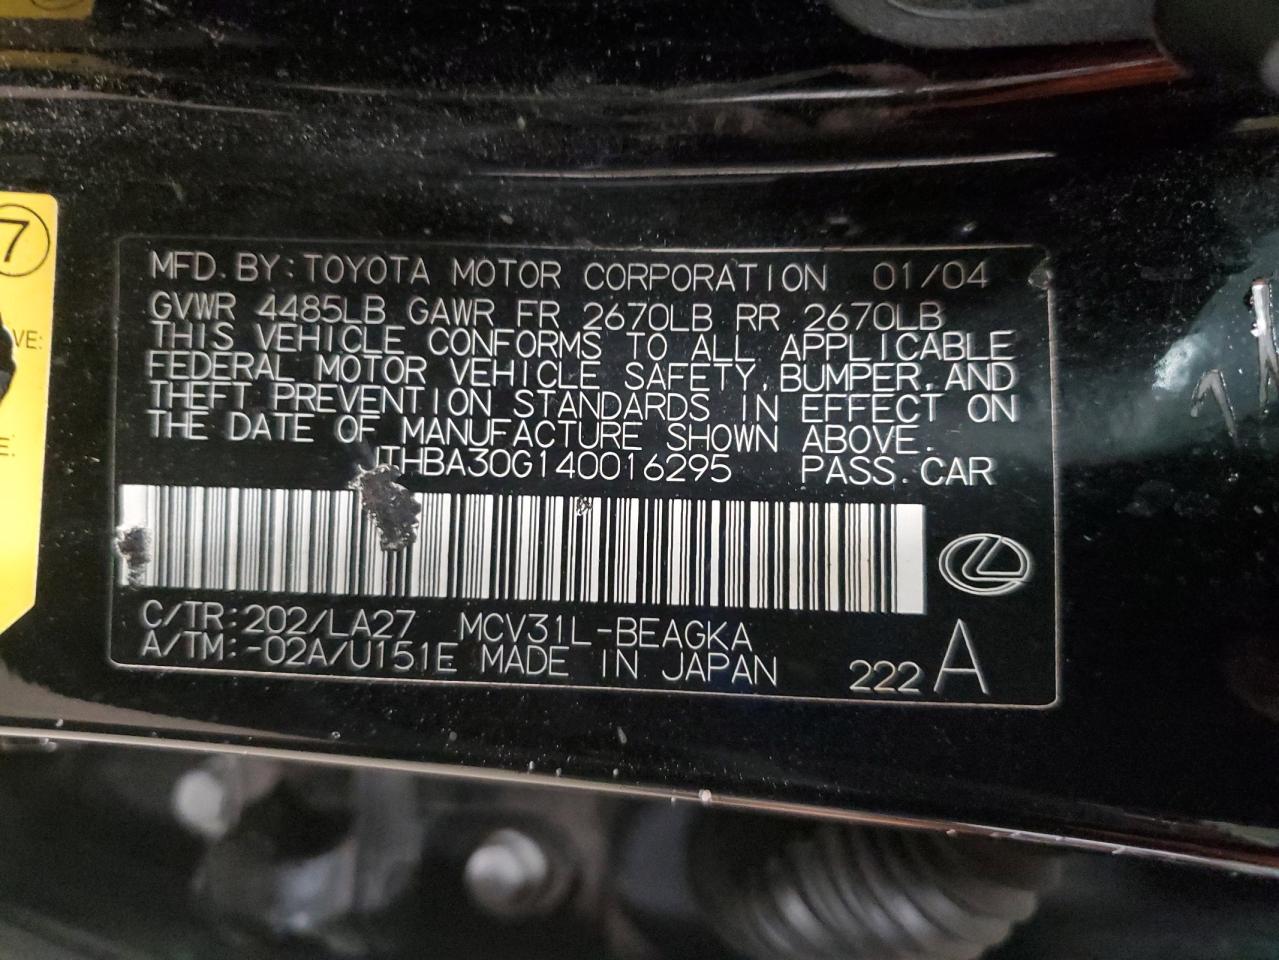 7
VE:
E:
MFD. BY: TOYOTA MOTOR CORPORATION 01/04
GVWR 4485LB GAWR FR 2670LB RR 2670LB
THIS VEHICLE CONFORMS TO ALL APPLICABLE
FEDERAL MOTOR VEHICLE SAFETY, BUMPER, AND
THEFT PREVENTION STANDARDS IN EFFECT ON
THE DATE OF MANUFACTURE SHOWN ABOVE.
JTHBA30G140016295 PASS. CAR
C/TR: 202/LA27 MCV31L-BEAGKA
A/TM: -02A/U151E MADE IN JAPAN 222 A